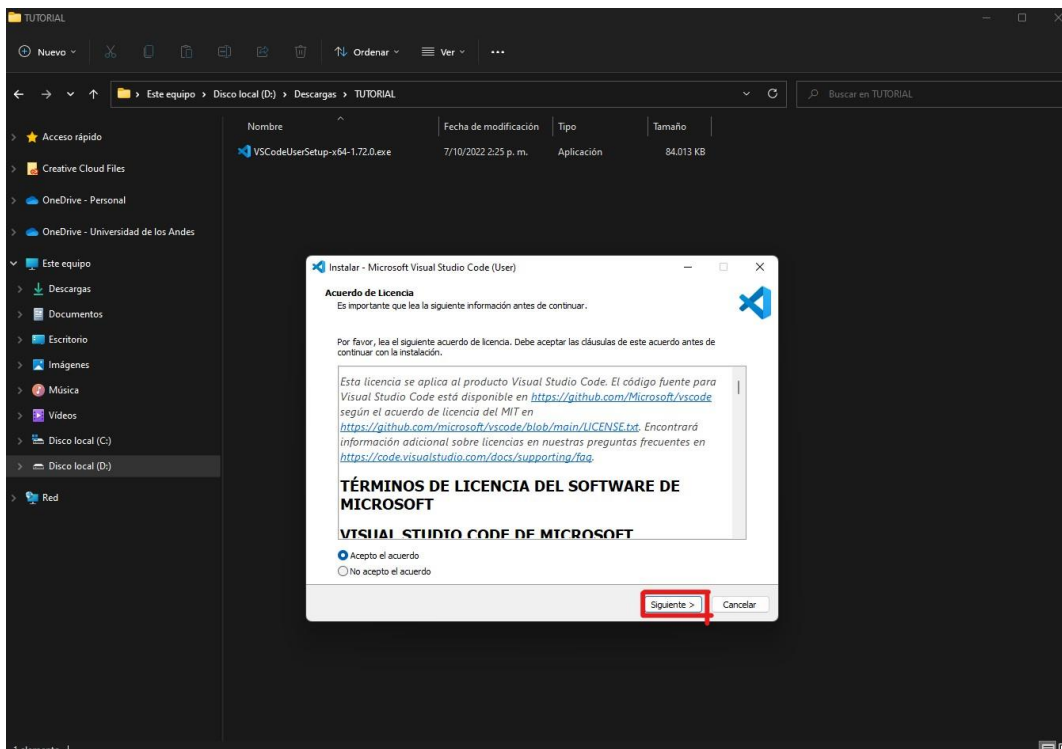 TUTORIAL
Nuevo
Ordenar
Ver
Este equipo > Disco local (D:) > Descargas > TUTORIAL
Buscar en TUTORIAL
Nombre Fecha de modificación Tipo Tamaño
VSCodeUserSetup-x64-1.72.0.exe 7/10/2022 2:25 p. m. Aplicación 84.013 KB
Acceso rápido
Creative Cloud Files
OneDrive - Personal
OneDrive - Universidad de los Andes
Este equipo
Descargas
Documentos
Escritorio
Imágenes
Música
Vídeos
Disco local (C:)
Disco local (D:)
Red
Instalar - Microsoft Visual Studio Code (User)
Acuerdo de Licencia
Es importante que lea la siguiente información antes de continuar.
Por favor, lea el siguiente acuerdo de licencia. Debe aceptar las cláusulas de este acuerdo antes de
continuar con la instalación.
Esta licencia se aplica al producto Visual Studio Code. El código fuente para
Visual Studio Code está disponible en https://github.com/Microsoft/vscode
según el acuerdo de licencia del MIT en
https://github.com/microsoft/vscode/blob/main/LICENSE.txt. Encontrará
información adicional sobre licencias en nuestras preguntas frecuentes en
https://code.visualstudio.com/docs/supporting/faq.
TÉRMINOS DE LICENCIA DEL SOFTWARE DE
MICROSOFT
VISUAL STUDIO CODE DE MICROSOFT
Acepto el acuerdo
No acepto el acuerdo
Siguiente >
Cancelar